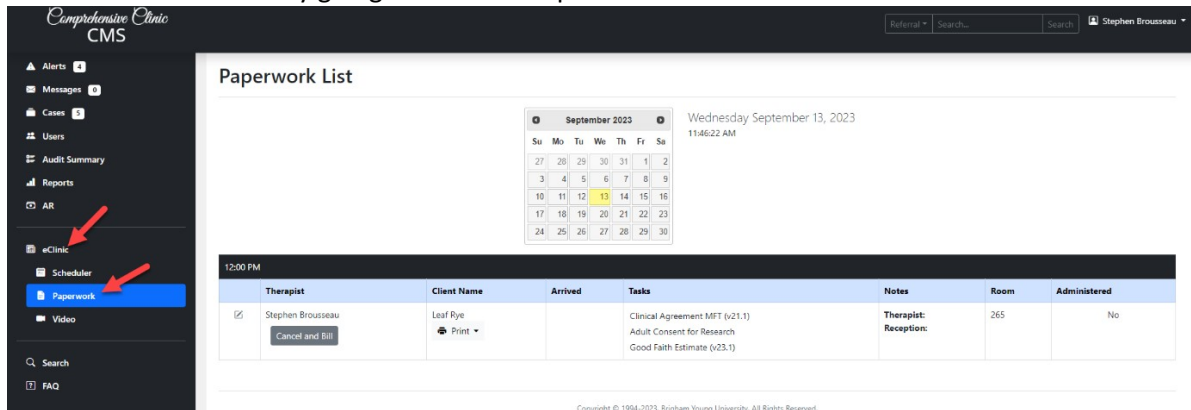 Comprehensive Clinic
CMS
Referral
Search...
Search
Stephen Brousseau
Alerts 4
Messages 0
Cases 5
Users
Audit Summary
Reports
AR
eClinic
Scheduler
Paperwork
Video
Search
FAQ
Paperwork List
September 2023
Su Mo Tu We Th Fr Sa
27 28 29 30 31 1 2
3 4 5 6 7 8 9
10 11 12 13 14 15 16
17 18 19 20 21 22 23
24 25 26 27 28 29 30
Wednesday September 13, 2023
11:46:22 AM
12:00 PM
Therapist Client Name Arrived Tasks Notes Room Administered
Stephen Brousseau Leaf Rye Clinical Agreement MFT (v21.1) Therapist: 265 No
Cancel and Bill Print Adult Consent for Research Reception:
Good Faith Estimate (v23.1)
Copyright © 1994-2023, Brigham Young University. All Rights Reserved.